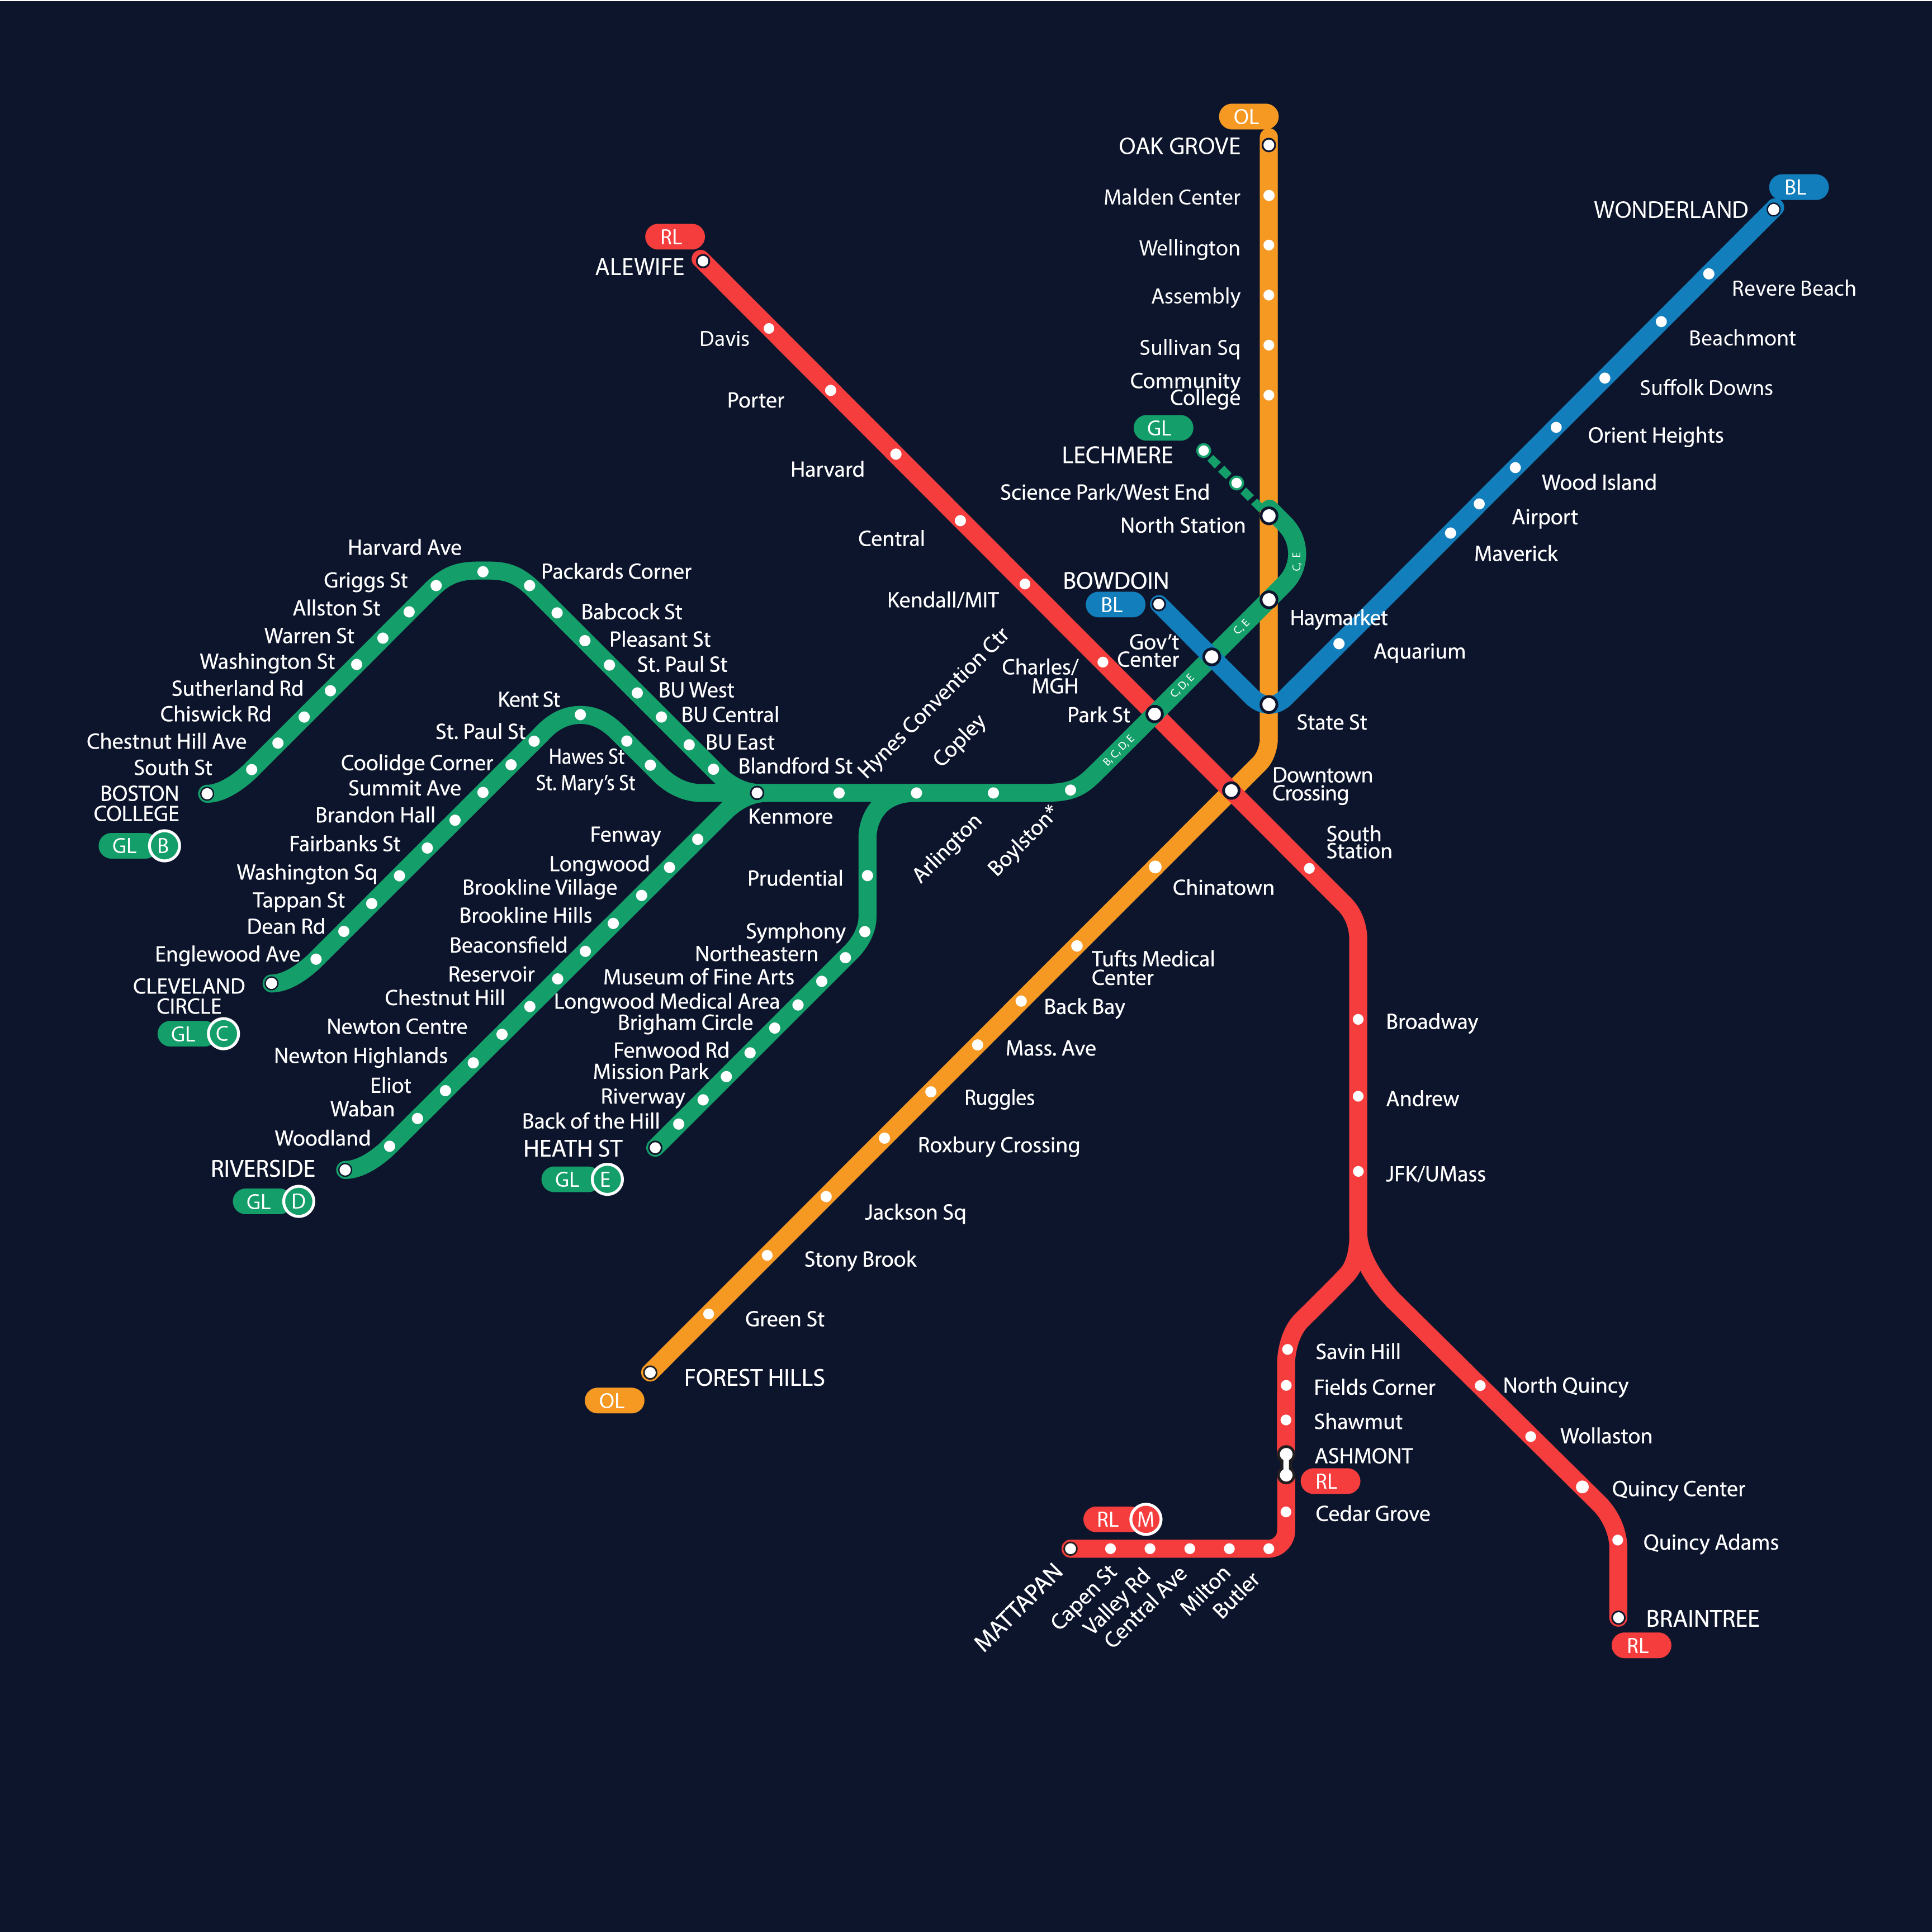 OL
OAK GROVE
Malden Center
Wellington
Assembly
Sullivan Sq
Community
College
GL
LECHMERE
Science Park/West End
North Station
C, E
Haymarket
C,E
BL
WONDERLAND
Revere Beach
Beachmont
Suffolk Downs
Orient Heights
Wood Island
Airport
Maverick
Aquarium
State St
BOWDOIN
BL
Gov't
Center
C,D,E
RL
ALEWIFE
Davis
Porter
Harvard
Central
Kendall/MIT
Charles/
MGH
Park St
B,C,D,E
Downtown
Crossing
South
Station
Broadway
Andrew
JFK/UMass
Savin Hill
Fields Corner
Shawmut
ASHMONT
RL
Cedar Grove
RL M
MATTAPAN
Capen St
Valley Rd
Central Ave
Milton
Butler
North Quincy
Wollaston
Quincy Center
Quincy Adams
BRAINTREE
RL
Chinatown
Tufts Medical
Center
Back Bay
Mass. Ave
Ruggles
Roxbury Crossing
Jackson Sq
Stony Brook
Green St
FOREST HILLS
OL
Harvard Ave
Griggs St
Allston St
Warren St
Washington St
Sutherland Rd
Chiswick Rd
Chestnut Hill Ave
South St
BOSTON
COLLEGE
GL B
Packards Corner
Babcock St
Pleasant St
St. Paul St
BU West
BU Central
BU East
Blandford St
Kenmore
Hynes Convention Ctr
Copley
Arlington
Boylston*
Kent St
St. Paul St
Hawes St
St. Mary's St
Coolidge Corner
Summit Ave
Brandon Hall
Fairbanks St
Washington Sq
Tappan St
Dean Rd
Englewood Ave
CLEVELAND
CIRCLE
GL C
Fenway
Longwood
Brookline Village
Brookline Hills
Beaconsfield
Reservoir
Chestnut Hill
Newton Centre
Newton Highlands
Eliot
Waban
Woodland
RIVERSIDE
GL D
Prudential
Symphony
Northeastern
Museum of Fine Arts
Longwood Medical Area
Brigham Circle
Fenwood Rd
Mission Park
Riverway
Back of the Hill
HEATH ST
GL E